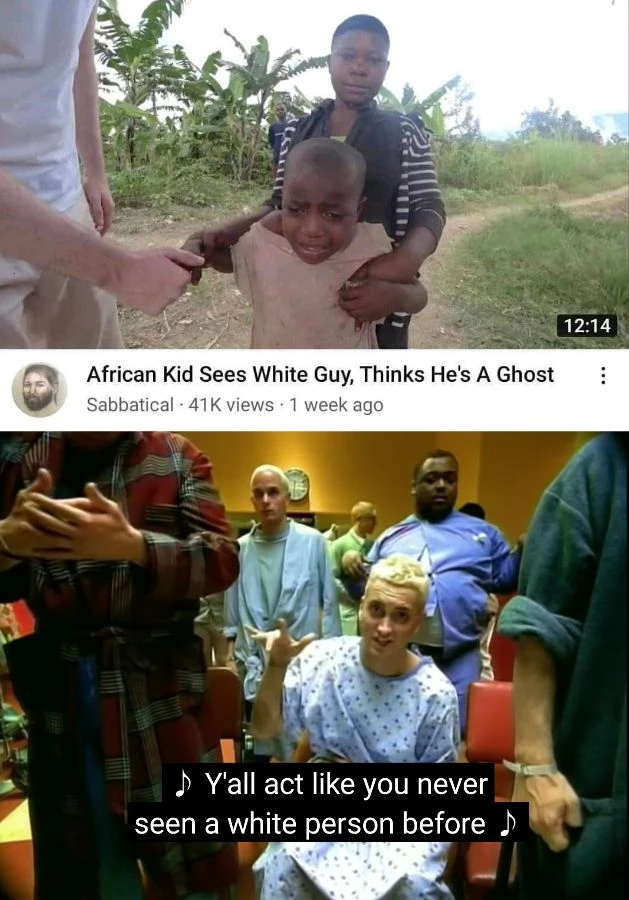 12:14
African Kid Sees White Guy, Thinks He's A Ghost
Sabbatical · 41K views · 1 week ago
♪ Y'all act like you never
seen a white person before ♪